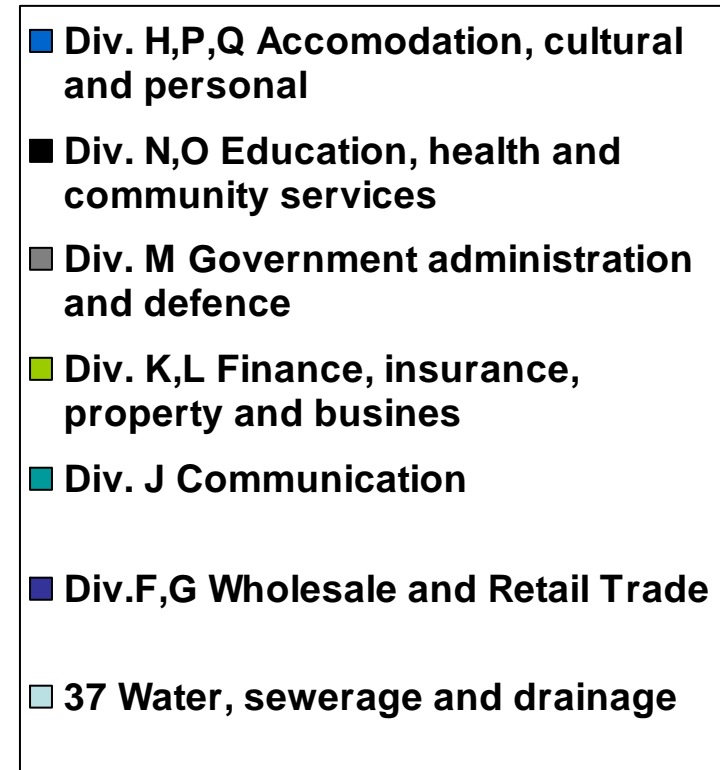 Div. H,P,Q Accomodation, cultural
and personal
Div. N,O Education, health and
community services
Div. M Government administration
and defence
Div. K,L Finance, insurance,
property and busines
Div. J Communication
Div.F,G Wholesale and Retail Trade
37 Water, sewerage and drainage